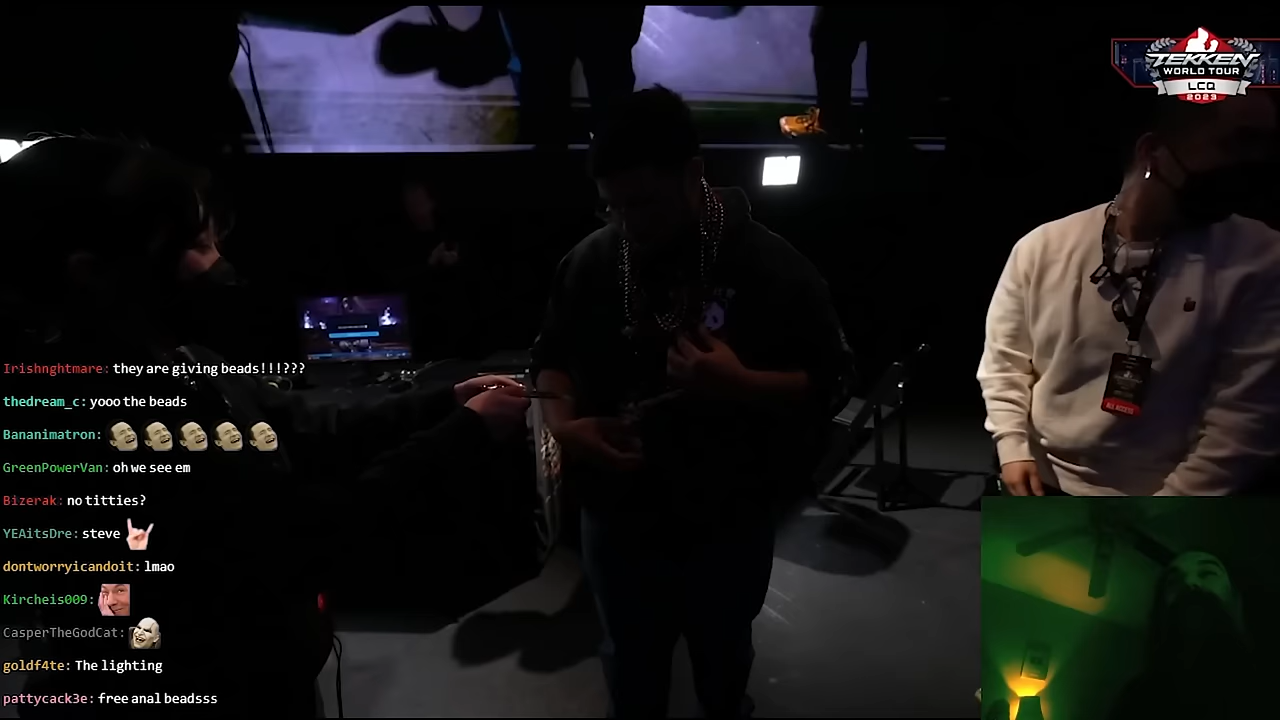 TEKKEN
WORLD TOUR
LCQ
2023
Irishnghtmare: they are giving beads!!!???
thedream_c: yooo the beads
Bananimatron:
GreenPowerVan: oh we see em
Bizerak: no titties?
YEAitsDre: steve
dontworryicandoit: lmao
Kircheis009:
CasperTheGodCat:
goldf4te: The lighting
pattycack3e: free anal beadsss
ALL ACCESS